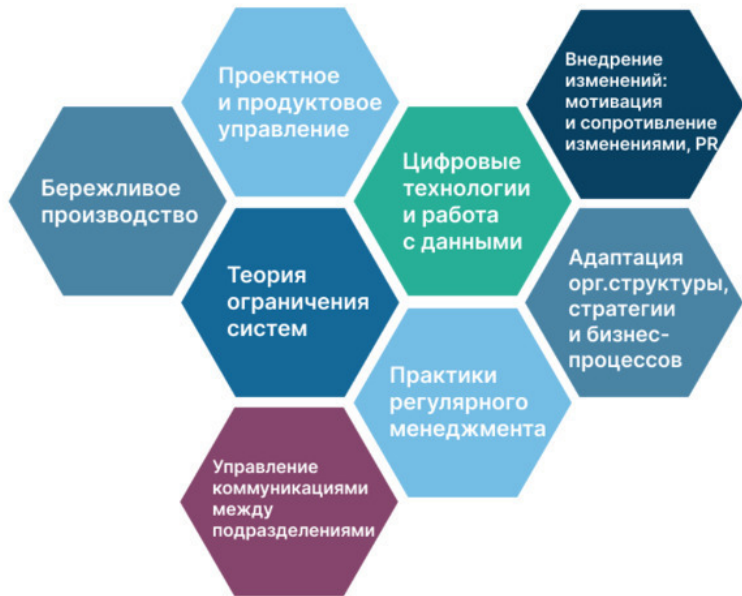 Проектное
и продуктовое
управление
Внедрение
изменений:
мотивация
и сопротивление
изменениями, PR
Бережливое
производство
Цифровые
технологии
и работа
с данными
Теория
ограничения
систем
Адаптация
орг.структуры,
стратегии
и бизнес-
процессов
Практики
регулярного
менеджмента
Управление
коммуникациями
между
подразделениями